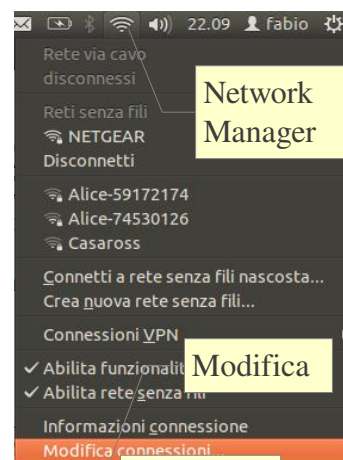 22.09 fabio
Rete via cavo
disconnessi
Network
Manager
Reti senza fili
NETGEAR
Disconnetti
Alice-59172174
Alice-74530126
Casaross
Connetti a rete senza fili nascosta...
Crea nuova rete senza fili...
Connessioni VPN
Abilita funzionalit
Modifica
Abilita rete senza fili
Informazioni connessione
Modifica connessioni...